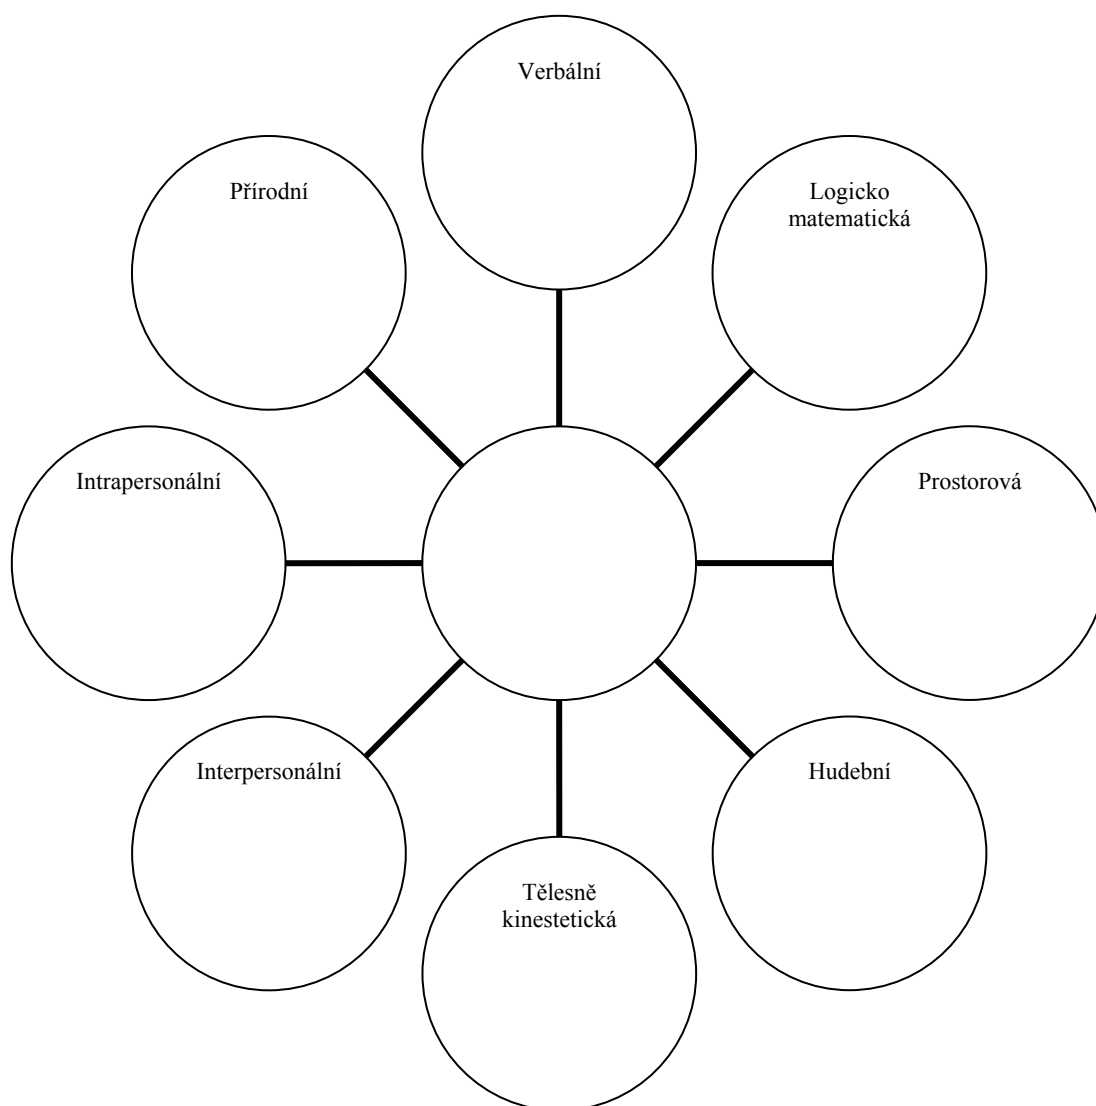 Verbální
Přírodní
Logicko
matematická
Intrapersonální
Prostorová
Interpersonální
Hudební
Tělesně
kinestetická